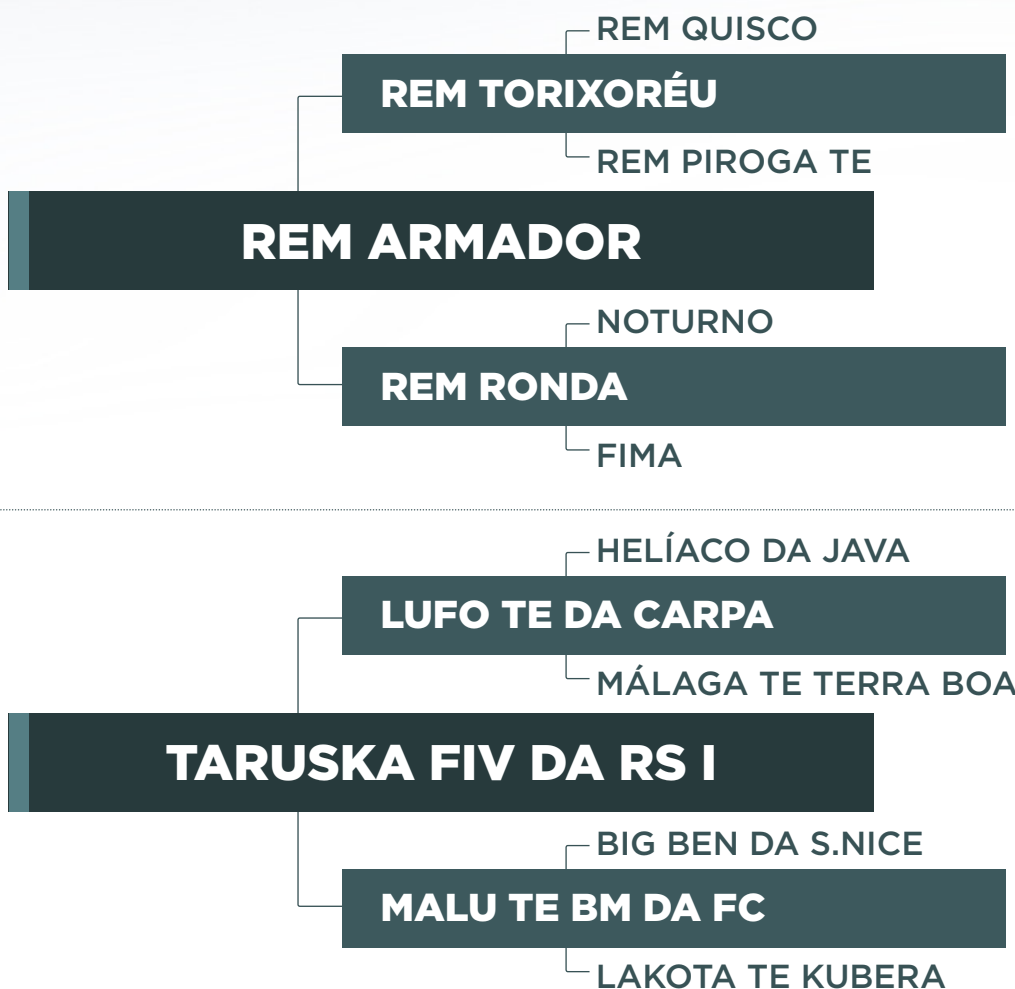 REM QUISCO
REM TORIXORÉU
REM PIROGA TE
REM ARMADOR
NOTURNO
REM RONDA
FIMA
HELÍACO DA JAVA
LUFO TE DA CARPA
MÁLAGA TE TERRA BOA
TARUSKA FIV DA RS I
BIG BEN DA S.NICE
MALU TE BM DA FC
LAKOTA TE KUBERA